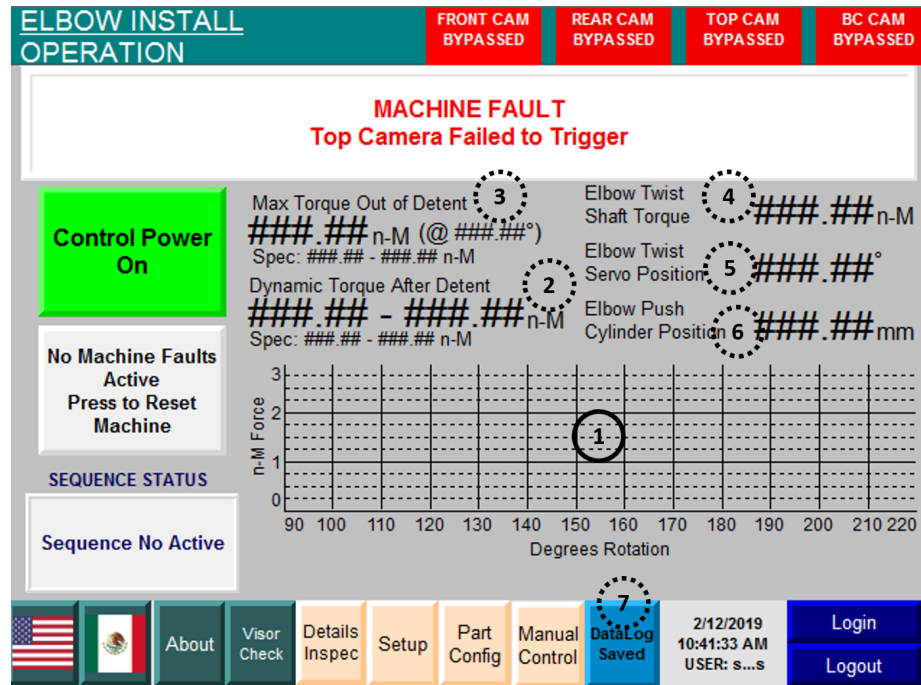 ELBOW INSTALL
OPERATION
FRONT CAM
BYPASSED
REAR CAM
BYPASSED
TOP CAM
BYPASSED
BC CAM
BYPASSED
MACHINE FAULT
Top Camera Failed to Trigger
Control Power
On
No Machine Faults
Active
Press to Reset
Machine
SEQUENCE STATUS
Sequence No Active
Max Torque Out of Detent
3
###.## n-M (@ ###.##°)
Spec: ###.## - ###.## n-M
Dynamic Torque After Detent
2
###.## - ###.## n-M
Spec: ###.## - ###.## n-M
Elbow Twist
Shaft Torque
4
###.## n-M
Elbow Twist
Servo Position
5
###.##°
Elbow Push
Cylinder Position
6
###.## mm
n-M Force
3
2
1
0
1
90 100 110 120 130 140 150 160 170 180 190 200 210 220
Degrees Rotation
About
Visor
Check
Details
Inspec
Setup
Part
Config
Manual
Control
7
DataLog
Saved
2/12/2019
10:41:33 AM
USER: s...s
Login
Logout